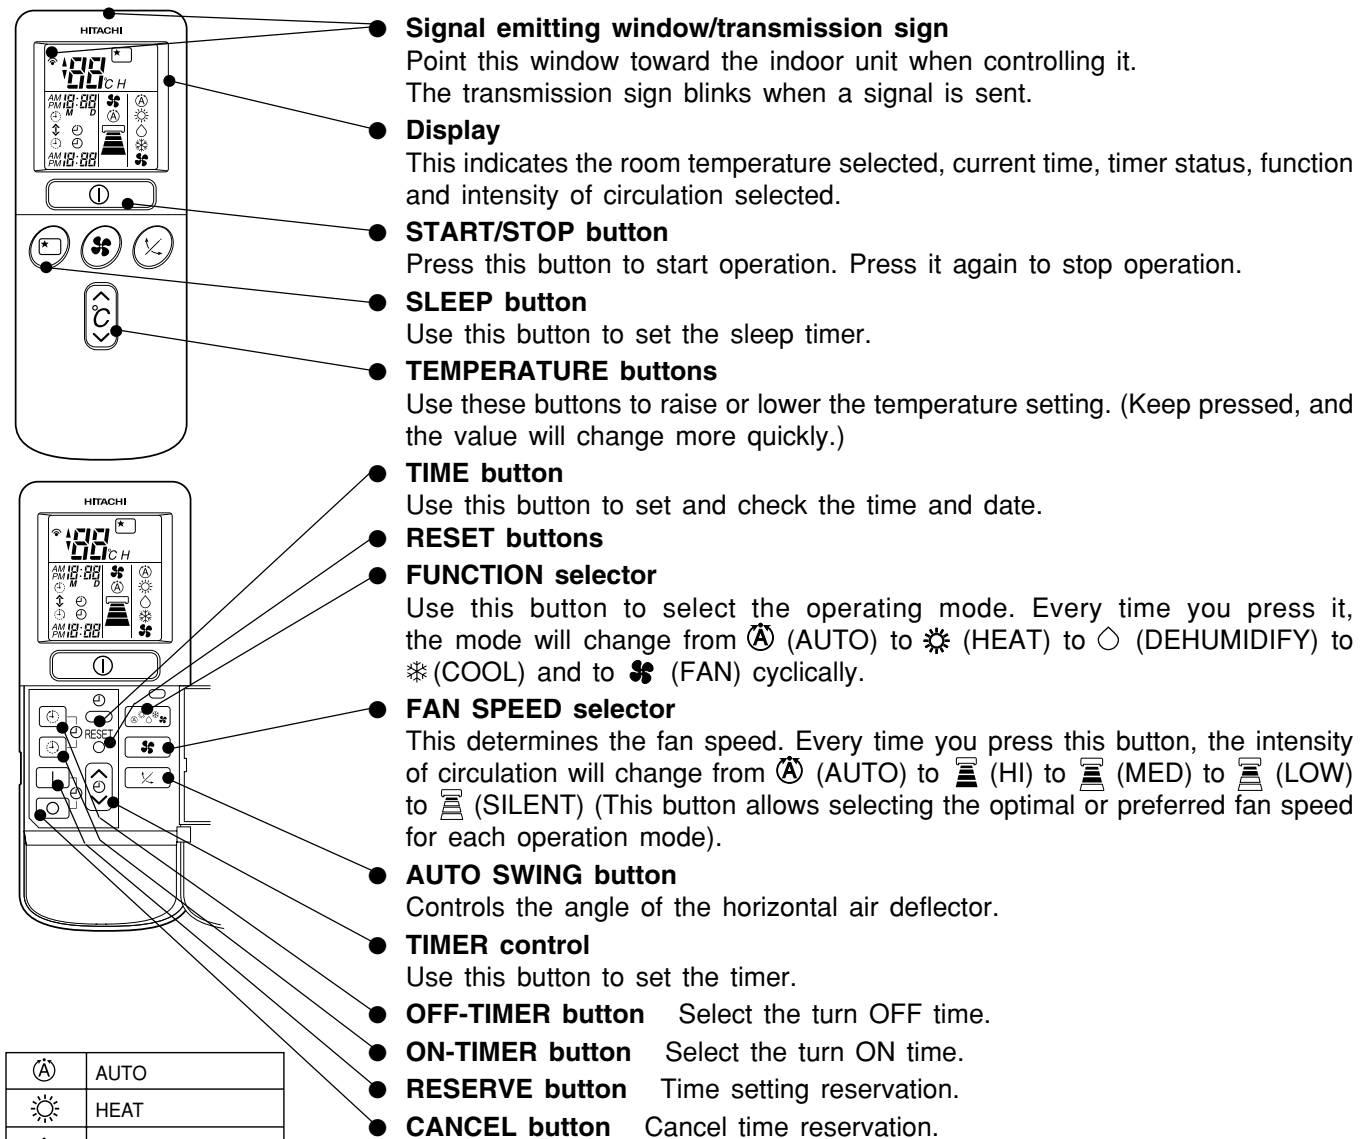 HITACHI
°C H
AM
PM
M D
AM
PM
°C
Signal emitting window/transmission sign
Point this window toward the indoor unit when controlling it.
The transmission sign blinks when a signal is sent.
Display
This indicates the room temperature selected, current time, timer status, function
and intensity of circulation selected.
START/STOP button
Press this button to start operation. Press it again to stop operation.
SLEEP button
Use this button to set the sleep timer.
TEMPERATURE buttons
Use these buttons to raise or lower the temperature setting. (Keep pressed, and
the value will change more quickly.)
HITACHI
°C H
AM
PM
M D
AM
PM
RESET
TIME button
Use this button to set and check the time and date.
RESET buttons
FUNCTION selector
Use this button to select the operating mode. Every time you press it,
the mode will change from (A) (AUTO) to (HEAT) to (DEHUMIDIFY) to
(COOL) and to (FAN) cyclically.
FAN SPEED selector
This determines the fan speed. Every time you press this button, the intensity
of circulation will change from (A) (AUTO) to (HI) to (MED) to (LOW)
to (SILENT) (This button allows selecting the optimal or preferred fan speed
for each operation mode).
AUTO SWING button
Controls the angle of the horizontal air deflector.
TIMER control
Use this button to set the timer.
OFF-TIMER button Select the turn OFF time.
ON-TIMER button Select the turn ON time.
RESERVE button Time setting reservation.
CANCEL button Cancel time reservation.
(A) AUTO
HEAT